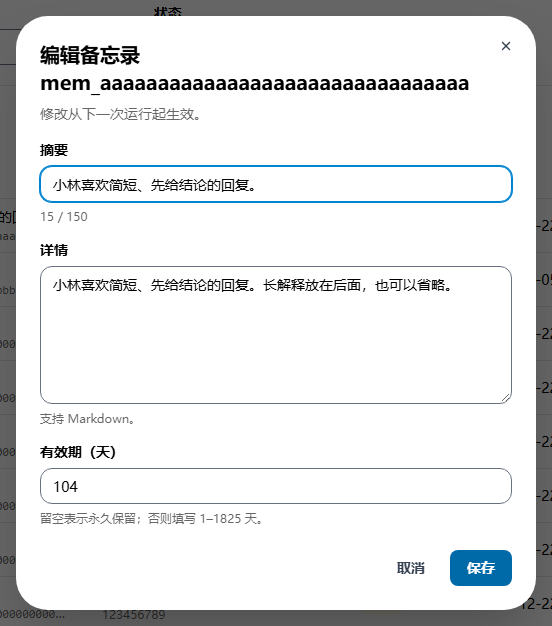 状态
编辑备忘录
mem_aaaaaaaaaaaaaaaaaaaaaaaaaaaaaaaa
×
修改从下一次运行起生效。
摘要
小林喜欢简短、先给结论的回复。
15 / 150
详情
小林喜欢简短、先给结论的回复。长解释放在后面，也可以省略。
支持 Markdown。
有效期（天）
104
留空表示永久保留；否则填写 1–1825 天。
取消
保存
123456789
12-22